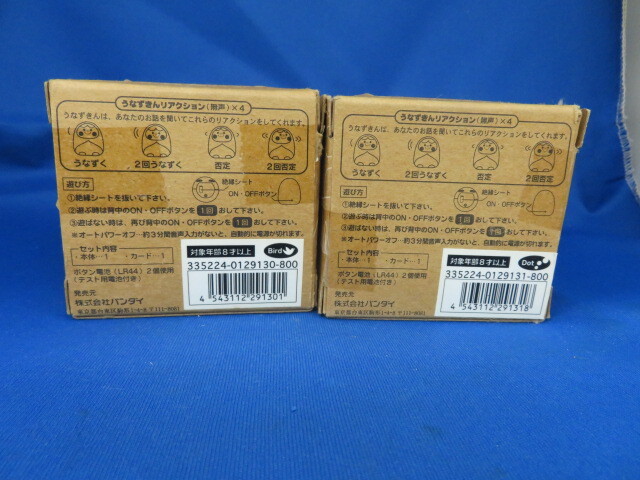 うなずきんリアクション(無声)×4
うなずきんは、あなたのお話を聞いてこれらのリアクションをしてくれます。
うなずく 2回うなずく 否定 2回否定
遊び方
絶縁シート
ON・OFFボタン
①絶縁シートを抜いて下さい。
②遊ぶ時は背中のON・OFFボタンを1回おして下さい。
③遊ばない時は、再び背中のON・OFFボタンを1回おして下さい。
※オートパワーオフ…約3分間音声入力がないと、自動的に電源が切れます。
セット内容
・本体…1 ・カード…1
ボタン電池(LR44)2個使用
(テスト用電池付き)
発売元
株式会社バンダイ
対象年齢8才以上
Bird
335224-0129130-800
4 543112 291301
うなずきんリアクション(無声)×4
うなずきんは、あなたのお話を聞いてこれらのリアクションをしてくれます。
うなずく 2回うなずく 否定 2回否定
遊び方
絶縁シート
ON・OFFボタン
①絶縁シートを抜いて下さい。
②遊ぶ時は背中のON・OFFボタンを1回おして下さい。
③遊ばない時は、再び背中のON・OFFボタンを おして下さい。
※オートパワーオフ…約3分間音声入力がないと、自動的に電源が切れます。
セット内容
・本体…1 ・カード…1
ボタン電池(LR44)2個使用
(テスト用電池付き)
発売元
株式会社バンダイ
対象年齢8才以上
Dot
335224-0129131-800
4 543112 291318